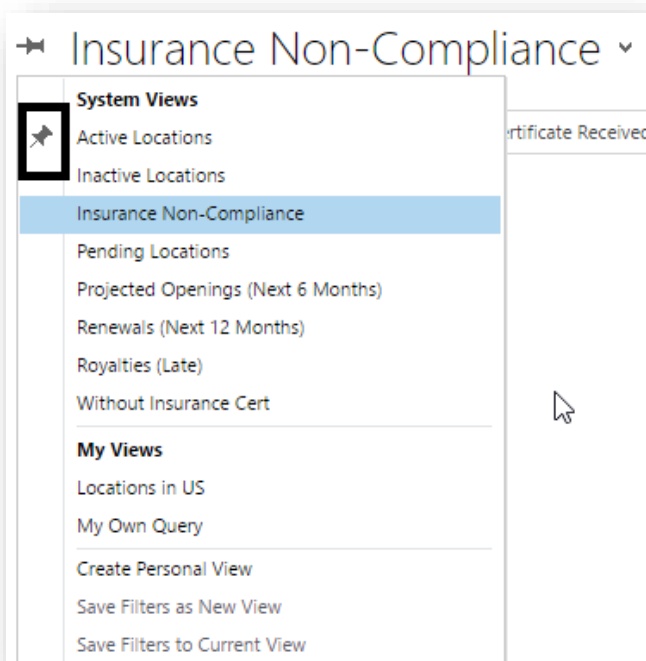 Insurance Non-Compliance
System Views
Active Locations
rtificate Received
Inactive Locations
Insurance Non-Compliance
Pending Locations
Projected Openings (Next 6 Months)
Renewals (Next 12 Months)
Royalties (Late)
Without Insurance Cert
My Views
Locations in US
My Own Query
Create Personal View
Save Filters as New View
Save Filters to Current View